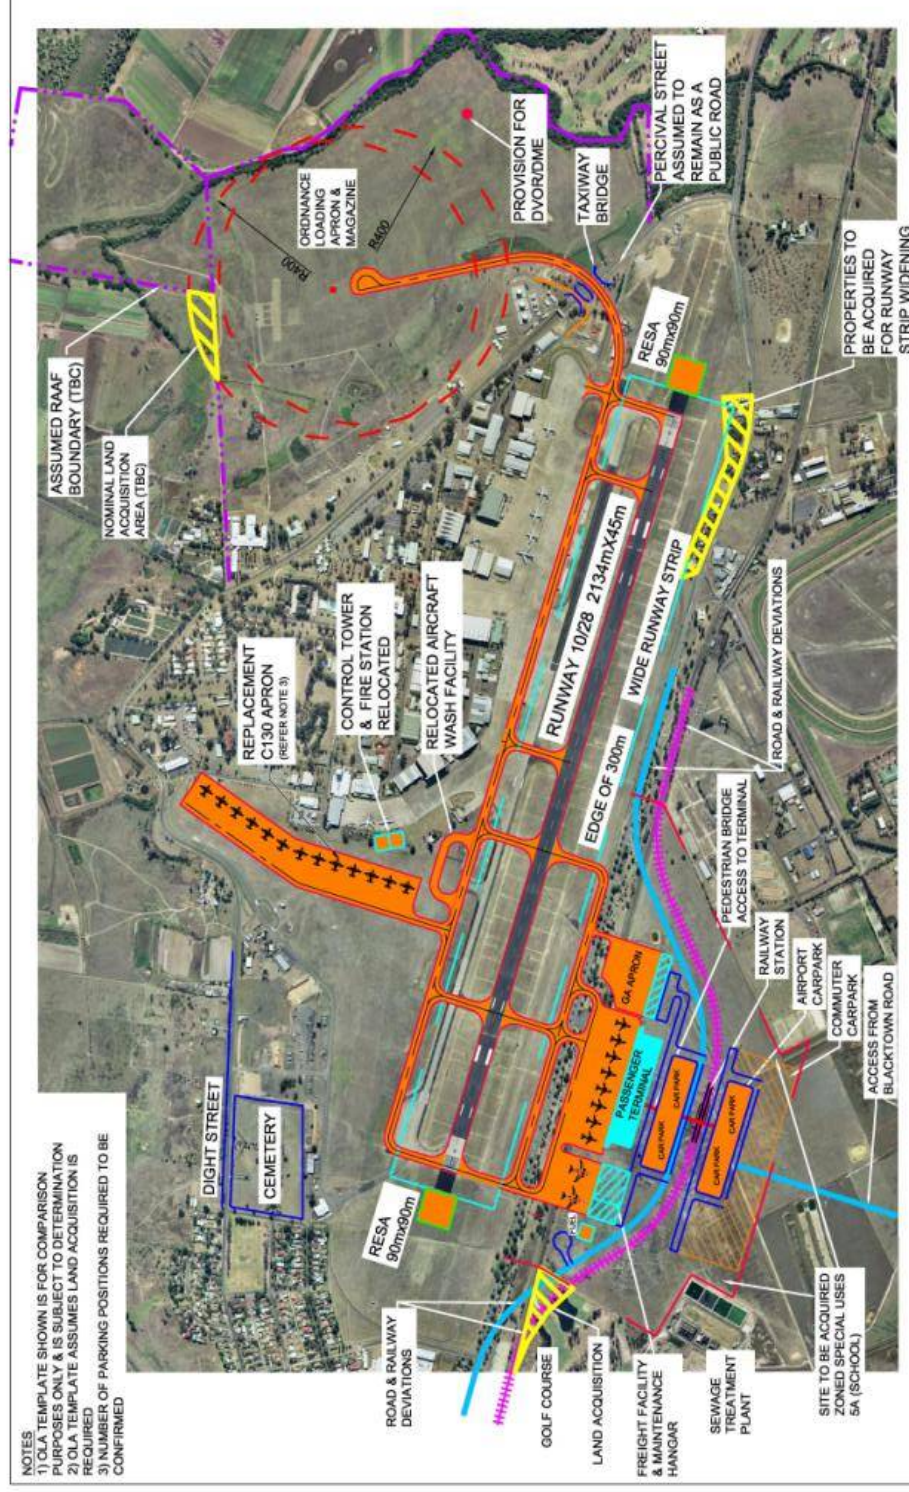 NOTES
1) OLA TEMPLATE SHOWN IS FOR COMPARISON
PURPOSES ONLY & IS SUBJECT TO DETERMINATION
2) OLA TEMPLATE ASSUMES LAND ACQUISITION IS
REQUIRED
3) NUMBER OF PARKING POSITIONS REQUIRED TO BE
CONFIRMED
DIGHT STREET
CEMETERY
REPLACEMENT
C130 APRON
(REFER NOTE 3)
CONTROL TOWER
& FIRE STATION
RELOCATED
RELOCATED AIRCRAFT
WASH FACILITY
NOMINAL LAND
ACQUISITION
AREA (TBC)
ASSUMED RAAF
BOUNDARY (TBC)
ORDNANCE
LOADING
APRON &
MAGAZINE
R400
R400
PROVISION FOR
DVOR/DME
TAXIWAY
BRIDGE
PERCIVAL STREET
ASSUMED TO
REMAIN AS A
PUBLIC ROAD
RESA
90mx90m
RUNWAY 10/28 2134mX45m
EDGE OF 300m WIDE RUNWAY STRIP
PROPERTIES TO
BE ACQUIRED
FOR RUNWAY
STRIP WIDENING
RESA
90mx90m
ROAD & RAILWAY
DEVIATIONS
GOLF COURSE
LAND ACQUISITION
FREIGHT FACILITY
& MAINTENANCE
HANGAR
SEWAGE
TREATMENT
PLANT
SITE TO BE ACQUIRED
ZONED SPECIAL USES
5A (SCHOOL)
FUEL
PASSENGER
TERMINAL
GA APRON
CAR PARK
CAR PARK
CAR PARK
CAR PARK
ROAD & RAILWAY DEVIATIONS
PEDESTRIAN BRIDGE
ACCESS TO TERMINAL
RAILWAY
STATION
AIRPORT
CARPARK
COMMUTER
CARPARK
ACCESS FROM
BLACKTOWN ROAD